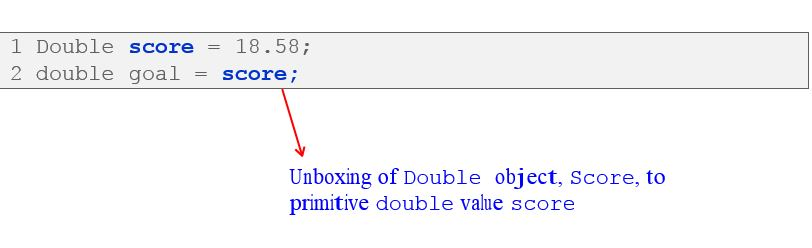 1 Double score = 18.58;
2 double goal = score;
Unboxing of Double object, Score, to
primitive double value score